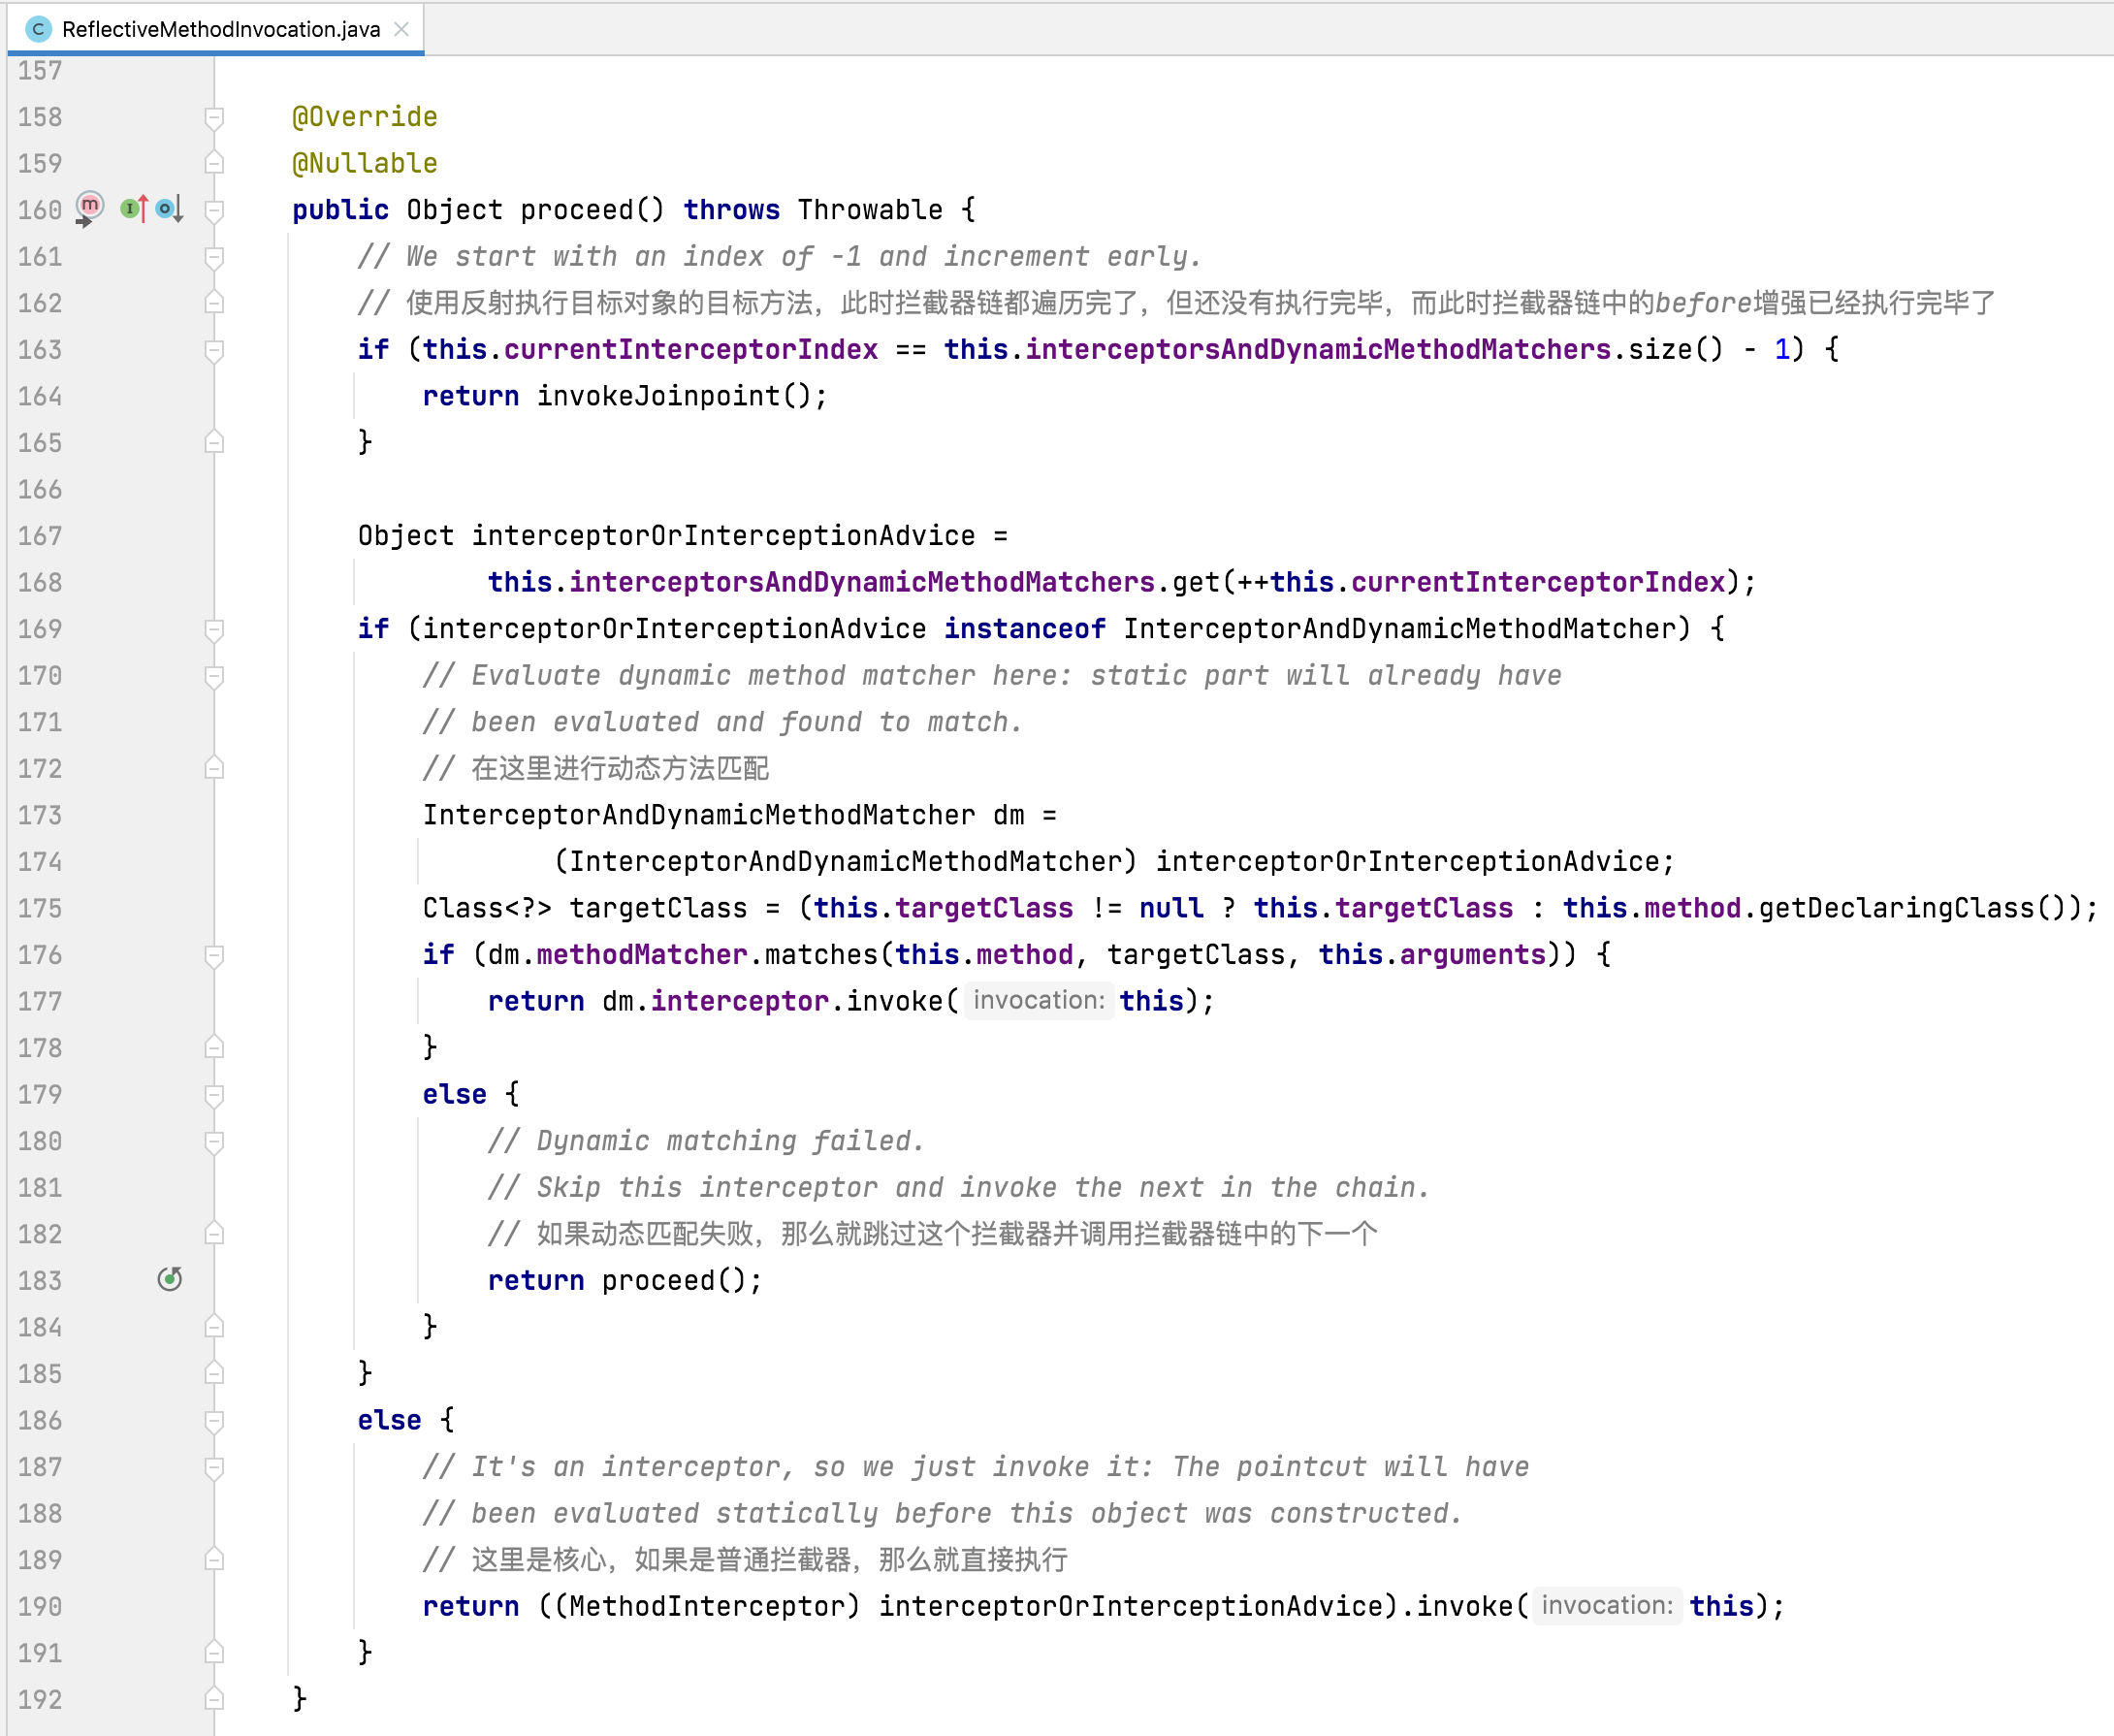 ReflectiveMethodInvocation.java
157
158 @Override
159 @Nullable
160 public Object proceed() throws Throwable {
161 // We start with an index of -1 and increment early.
162 // 使用反射执行目标对象的目标方法，此时拦截器链都遍历完了，但还没有执行完毕，而此时拦截器链中的before增强已经执行完毕了
163 if (this.currentInterceptorIndex == this.interceptorsAndDynamicMethodMatchers.size() - 1) {
164 return invokeJoinpoint();
165 }
166
167 Object interceptorOrInterceptionAdvice =
168 this.interceptorsAndDynamicMethodMatchers.get(++this.currentInterceptorIndex);
169 if (interceptorOrInterceptionAdvice instanceof InterceptorAndDynamicMethodMatcher) {
170 // Evaluate dynamic method matcher here: static part will already have
171 // been evaluated and found to match.
172 // 在这里进行动态方法匹配
173 InterceptorAndDynamicMethodMatcher dm =
174 (InterceptorAndDynamicMethodMatcher) interceptorOrInterceptionAdvice;
175 Class<?> targetClass = (this.targetClass != null ? this.targetClass : this.method.getDeclaringClass());
176 if (dm.methodMatcher.matches(this.method, targetClass, this.arguments)) {
177 return dm.interceptor.invoke( invocation: this);
178 }
179 else {
180 // Dynamic matching failed.
181 // Skip this interceptor and invoke the next in the chain.
182 // 如果动态匹配失败，那么就跳过这个拦截器并调用拦截器链中的下一个
183 return proceed();
184 }
185 }
186 else {
187 // It's an interceptor, so we just invoke it: The pointcut will have
188 // been evaluated statically before this object was constructed.
189 // 这里是核心，如果是普通拦截器，那么就直接执行
190 return ((MethodInterceptor) interceptorOrInterceptionAdvice).invoke( invocation: this);
191 }
192 }